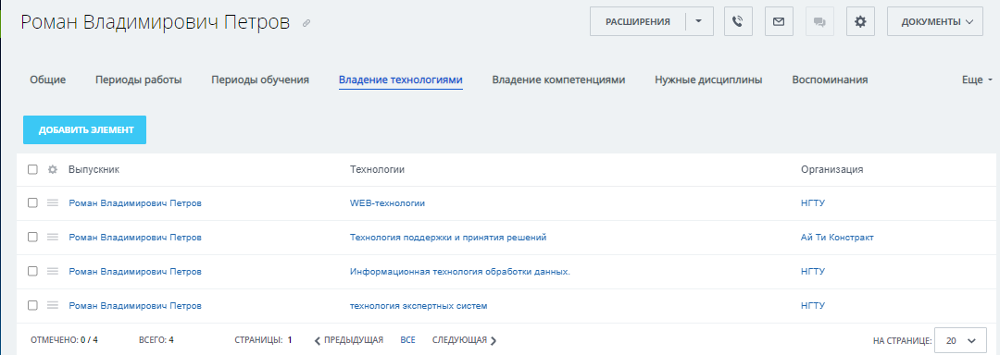 Роман Владимирович Петров РАСШИРЕНИЯ ДОКУМЕНТЫ
Общие Периоды работы Периоды обучения Владение технологиями Владение компетенциями Нужные дисциплины Воспоминания Еще
ДОБАВИТЬ ЭЛЕМЕНТ
Выпускник Технологии Организация
Роман Владимирович Петров WEB-технологии НГТУ
Роман Владимирович Петров Технология поддержки и принятия решений Ай Ти Констракт
Роман Владимирович Петров Информационная технология обработки данных. НГТУ
Роман Владимирович Петров технология экспертных систем НГТУ
ОТМЕЧЕНО: 0 / 4 ВСЕГО: 4 СТРАНИЦЫ: 1 ПРЕДЫДУЩАЯ ВСЕ СЛЕДУЮЩАЯ НА СТРАНИЦЕ: 20